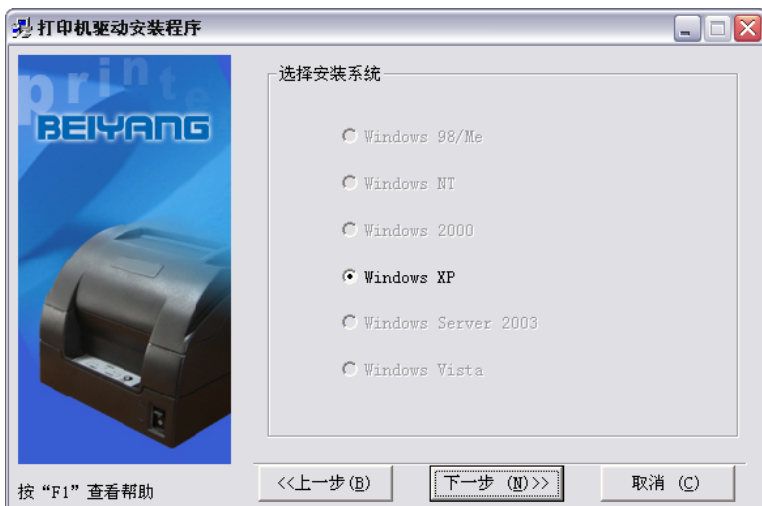 打印机驱动安装程序
printe
BEIYANG
选择安装系统
Windows 98/Me
Windows NT
Windows 2000
Windows XP
Windows Server 2003
Windows Vista
按“F1”查看帮助
<<上一步(B)
下一步 (N)>>
取消 (C)